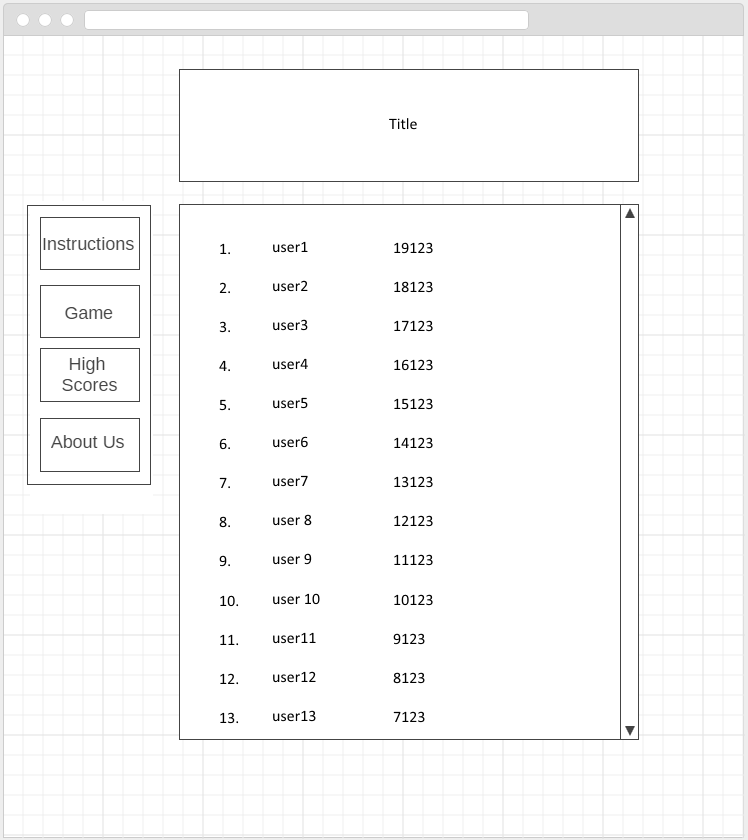 Title
Instructions
Game
High
Scores
About Us
1. user1 19123
2. user2 18123
3. user3 17123
4. user4 16123
5. user5 15123
6. user6 14123
7. user7 13123
8. user 8 12123
9. user 9 11123
10. user 10 10123
11. user11 9123
12. user12 8123
13. user13 7123